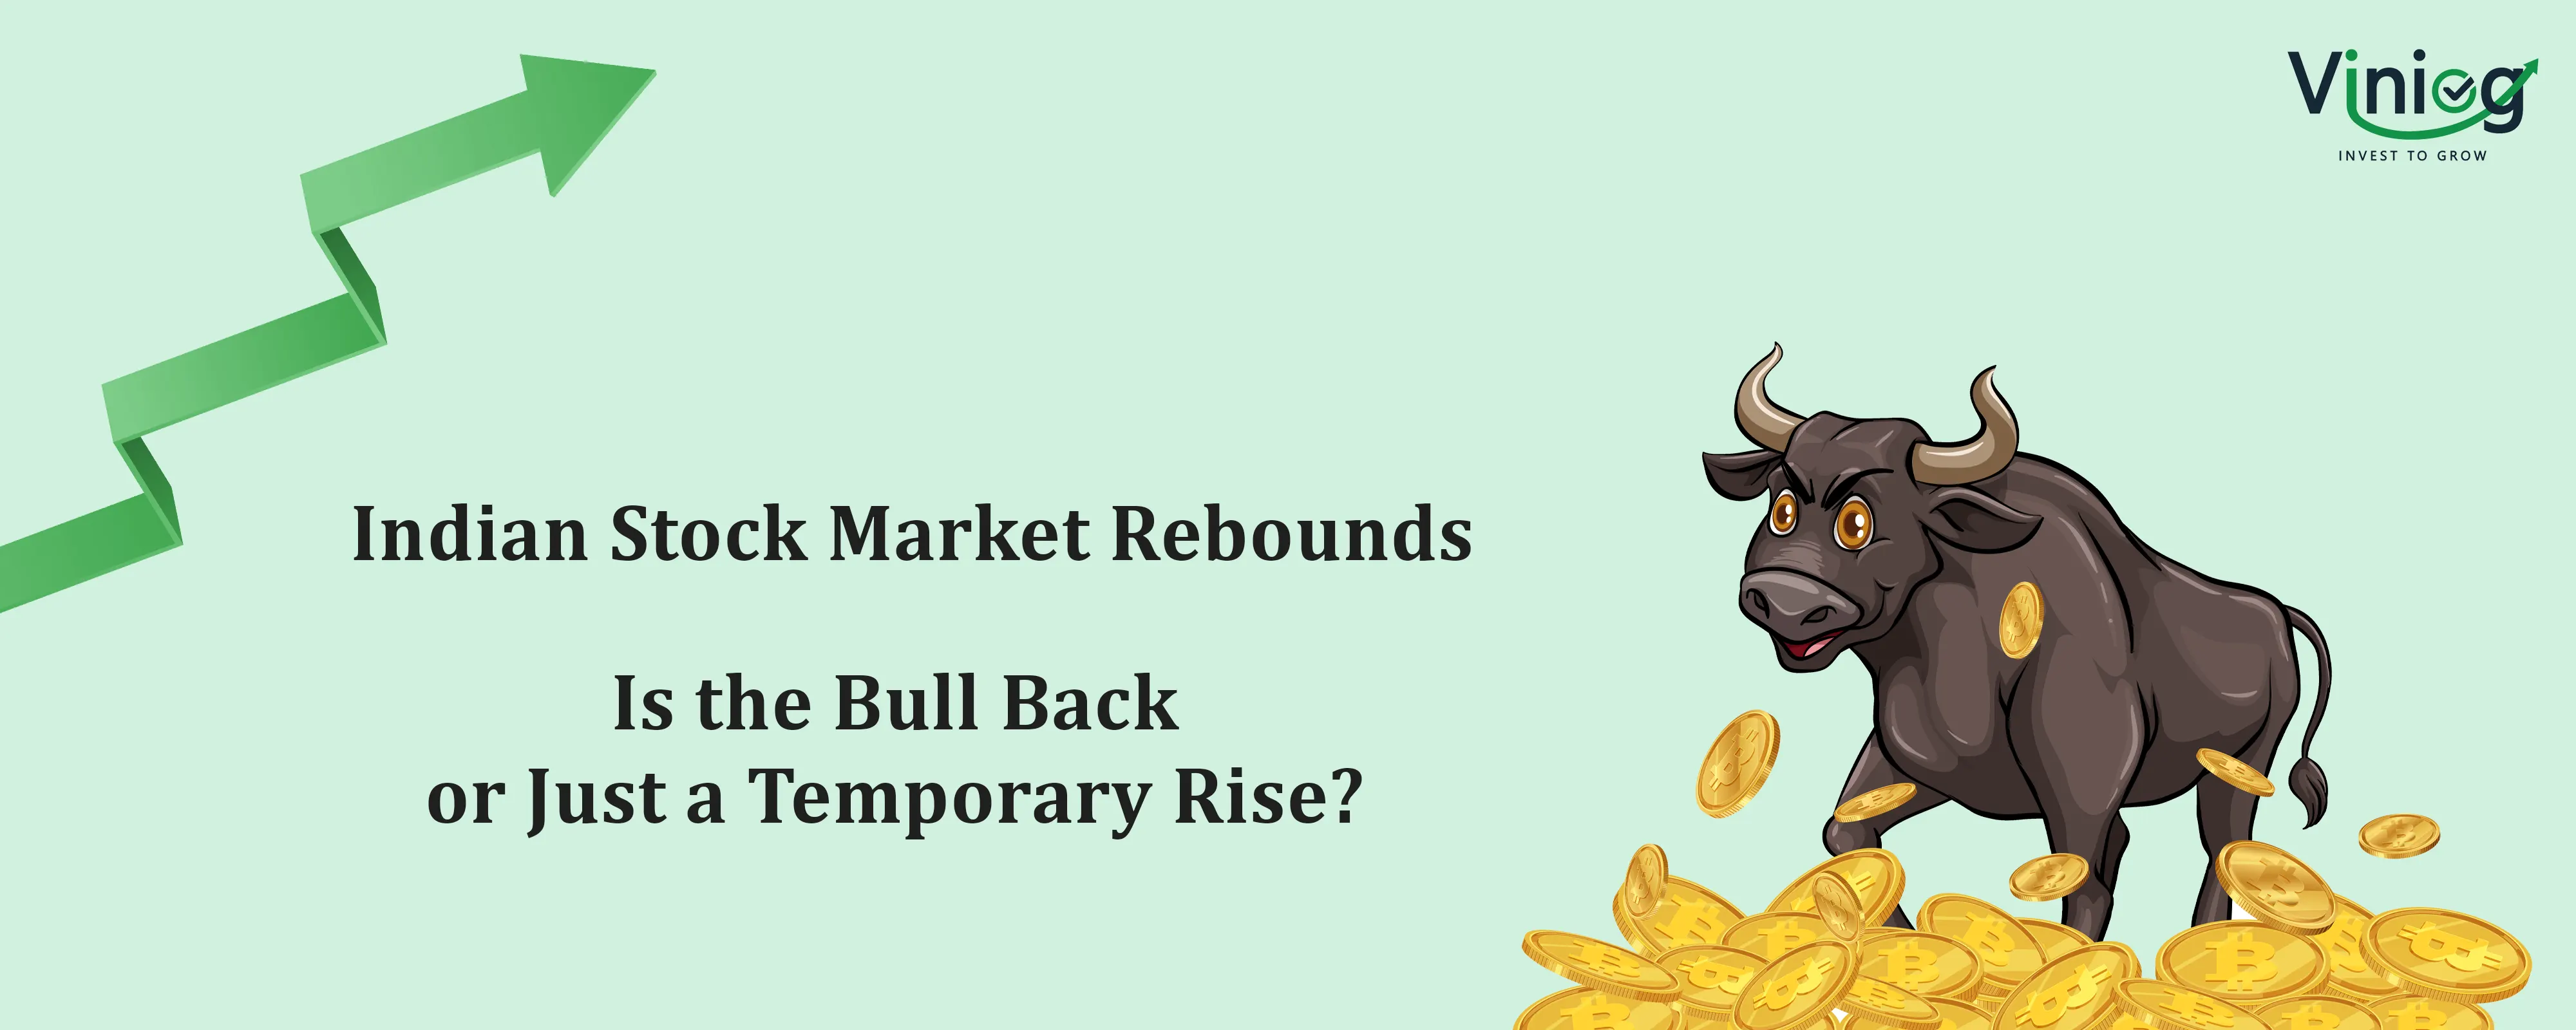 Viniog
INVEST TO GROW
Indian Stock Market Rebounds
Is the Bull Back
or Just a Temporary Rise?